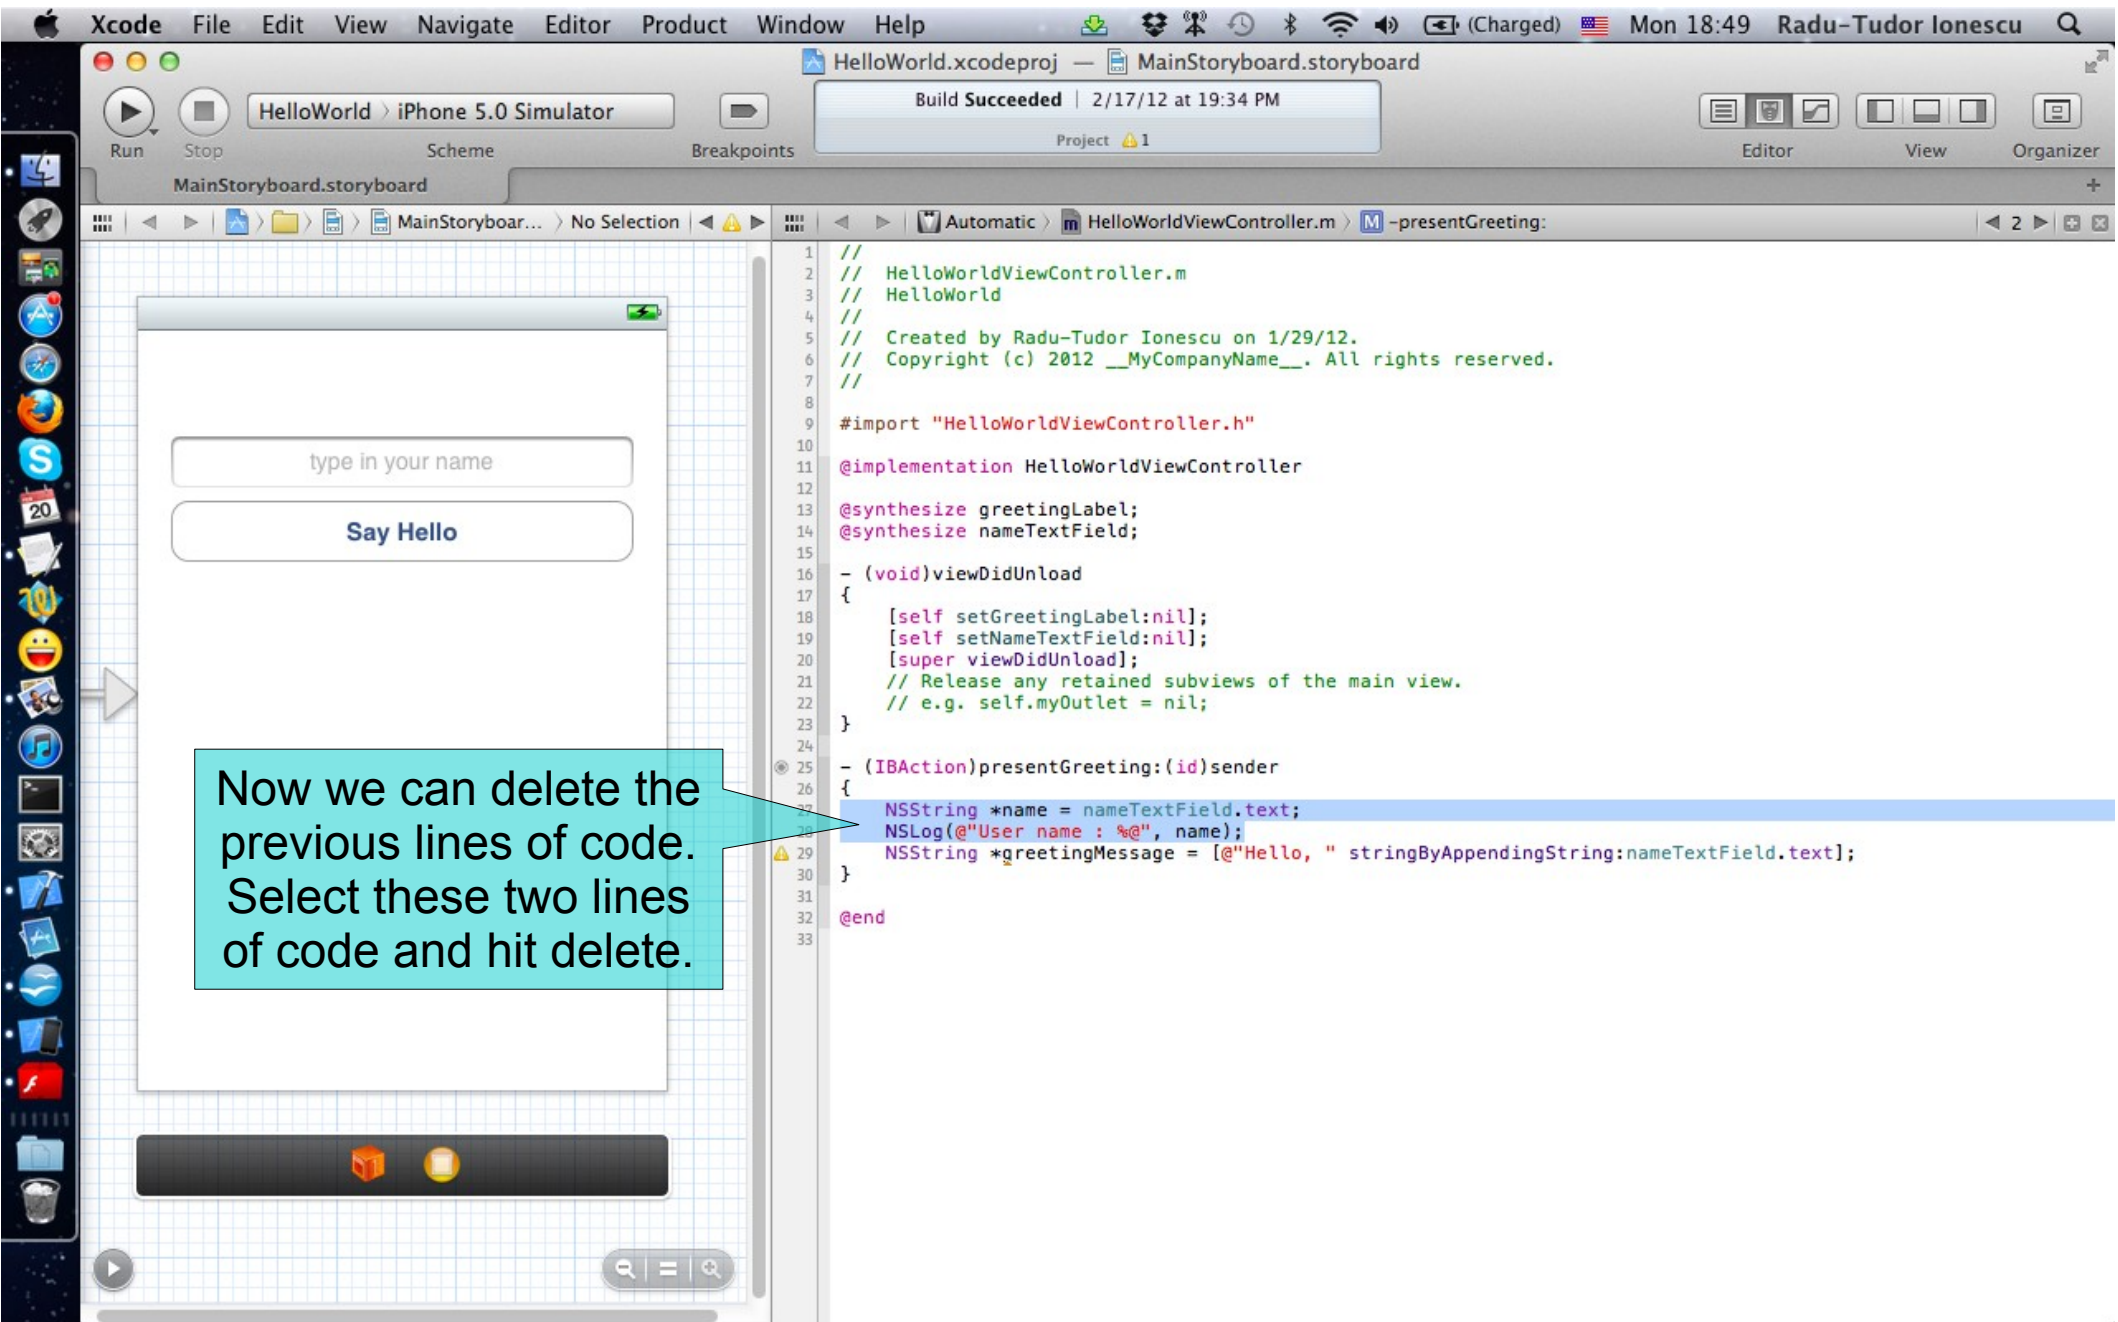 Xcode File Edit View Navigate Editor Product Window Help (Charged) Mon 18:49 Radu-Tudor Ionescu
HelloWorld.xcodeproj — MainStoryboard.storyboard
HelloWorld › iPhone 5.0 Simulator
Build Succeeded | 2/17/12 at 19:34 PM
Project 1
Run Stop Scheme Breakpoints Editor View Organizer
MainStoryboard.storyboard
MainStoryboar... › No Selection
Automatic › HelloWorldViewController.m › M -presentGreeting: 2
type in your name
Say Hello
20
Now we can delete the
previous lines of code.
Select these two lines
of code and hit delete.
1 //
2 // HelloWorldViewController.m
3 // HelloWorld
4 //
5 // Created by Radu-Tudor Ionescu on 1/29/12.
6 // Copyright (c) 2012 __MyCompanyName__. All rights reserved.
7 //
8
9 #import "HelloWorldViewController.h"
10
11 @implementation HelloWorldViewController
12
13 @synthesize greetingLabel;
14 @synthesize nameTextField;
15
16 - (void)viewDidUnload
17 {
18 [self setGreetingLabel:nil];
19 [self setNameTextField:nil];
20 [super viewDidUnload];
21 // Release any retained subviews of the main view.
22 // e.g. self.myOutlet = nil;
23 }
24
25 - (IBAction)presentGreeting:(id)sender
26 {
27 NSString *name = nameTextField.text;
28 NSLog(@"User name : %@", name);
29 NSString *greetingMessage = [@"Hello, " stringByAppendingString:nameTextField.text];
30 }
31
32 @end
33